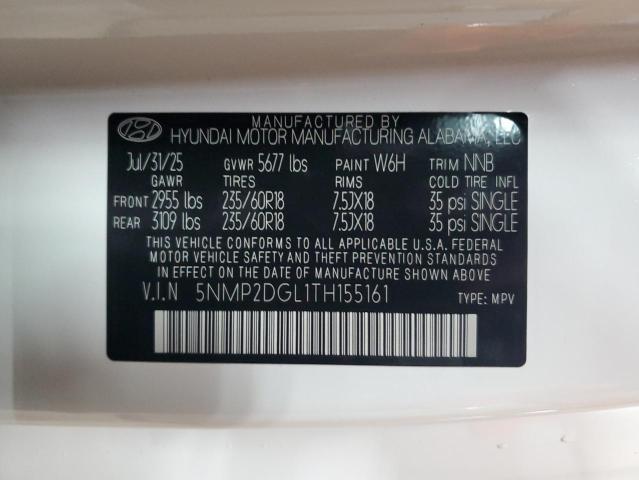 MANUFACTURED BY
HYUNDAI MOTOR MANUFACTURING ALABAMA, LLC
Jul/31/25 GVWR 5677 lbs PAINT W6H TRIM NNB
GAWR TIRES RIMS COLD TIRE INFL
FRONT 2955 lbs 235/60R18 7.5JX18 35 psi SINGLE
REAR 3109 lbs 235/60R18 7.5JX18 35 psi SINGLE
THIS VEHICLE CONFORMS TO ALL APPLICABLE U.S.A. FEDERAL
MOTOR VEHICLE SAFETY AND THEFT PREVENTION STANDARDS
IN EFFECT ON THE DATE OF MANUFACTURE SHOWN ABOVE.
V.I.N 5NMP2DGL1TH155161 TYPE: MPV